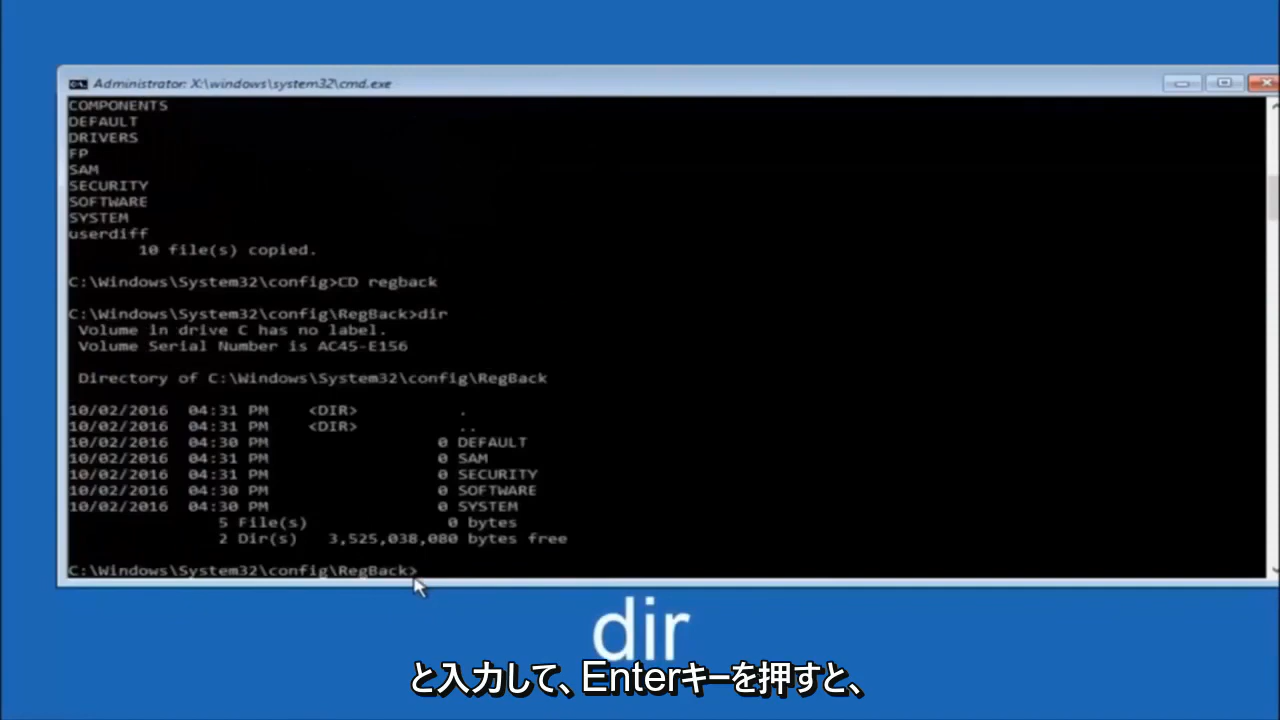 Administrator: X:\windows\system32\cmd.exe
COMPONENTS
DEFAULT
DRIVERS
FP
SAM
SECURITY
SOFTWARE
SYSTEM
userdiff
10 file(s) copied.
C:\Windows\System32\config>CD regback
C:\Windows\System32\config\RegBack>dir
Volume in drive C has no label.
Volume Serial Number is AC45-E156
Directory of C:\Windows\System32\config\RegBack
10/02/2016 04:31 PM <DIR> .
10/02/2016 04:31 PM <DIR> ..
10/02/2016 04:30 PM 0 DEFAULT
10/02/2016 04:31 PM 0 SAM
10/02/2016 04:31 PM 0 SECURITY
10/02/2016 04:30 PM 0 SOFTWARE
10/02/2016 04:30 PM 0 SYSTEM
5 File(s) 0 bytes
2 Dir(s) 3,525,038,080 bytes free
C:\Windows\System32\config\RegBack>
dir
と入力して、Enterキーを押すと、